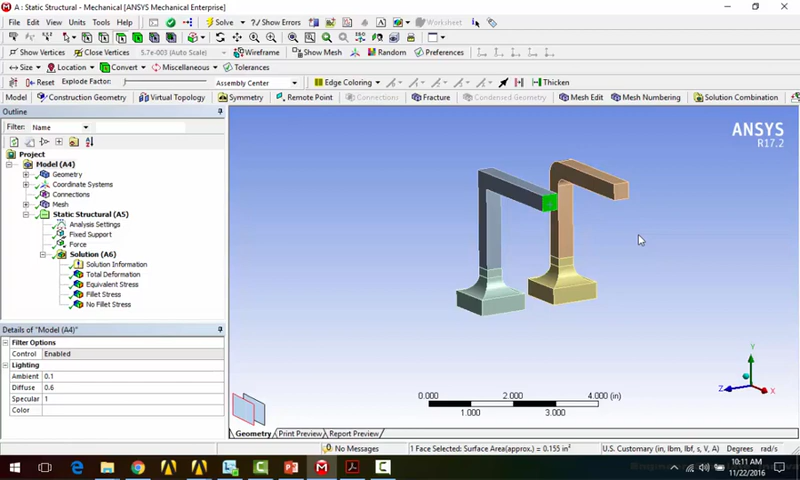 A : Static Structural - Mechanical [ANSYS Mechanical Enterprise]
File Edit View Units Tools Help Solve Show Errors Worksheet
Show Vertices Close Vertices 5.7e-003 (Auto Scale) Wireframe Show Mesh Random Preferences
Size Location Convert Miscellaneous Tolerances
Reset Explode Factor: Assembly Center Edge Coloring Thicken
Model Construction Geometry Virtual Topology Symmetry Remote Point Connections Fracture Condensed Geometry Mesh Edit Mesh Numbering Solution Combination
Outline
Filter: Name
Project
Model (A4)
Geometry
Coordinate Systems
Connections
Mesh
Static Structural (A5)
Analysis Settings
Fixed Support
Force
Solution (A6)
Solution Information
Total Deformation
Equivalent Stress
Fillet Stress
No Fillet Stress
Details of "Model (A4)"
Filter Options
Control Enabled
Lighting
Ambient 0.1
Diffuse 0.6
Specular 1
Color
ANSYS
R17.2
0.000 2.000 4.000 (in)
1.000 3.000
Y
Z X
Geometry Print Preview Report Preview
No Messages 1 Face Selected: Surface Area(approx.) = 0.155 in² U.S. Customary (in, lbm, lbf, s, V, A) Degrees rad/s
10:11 AM
11/22/2016